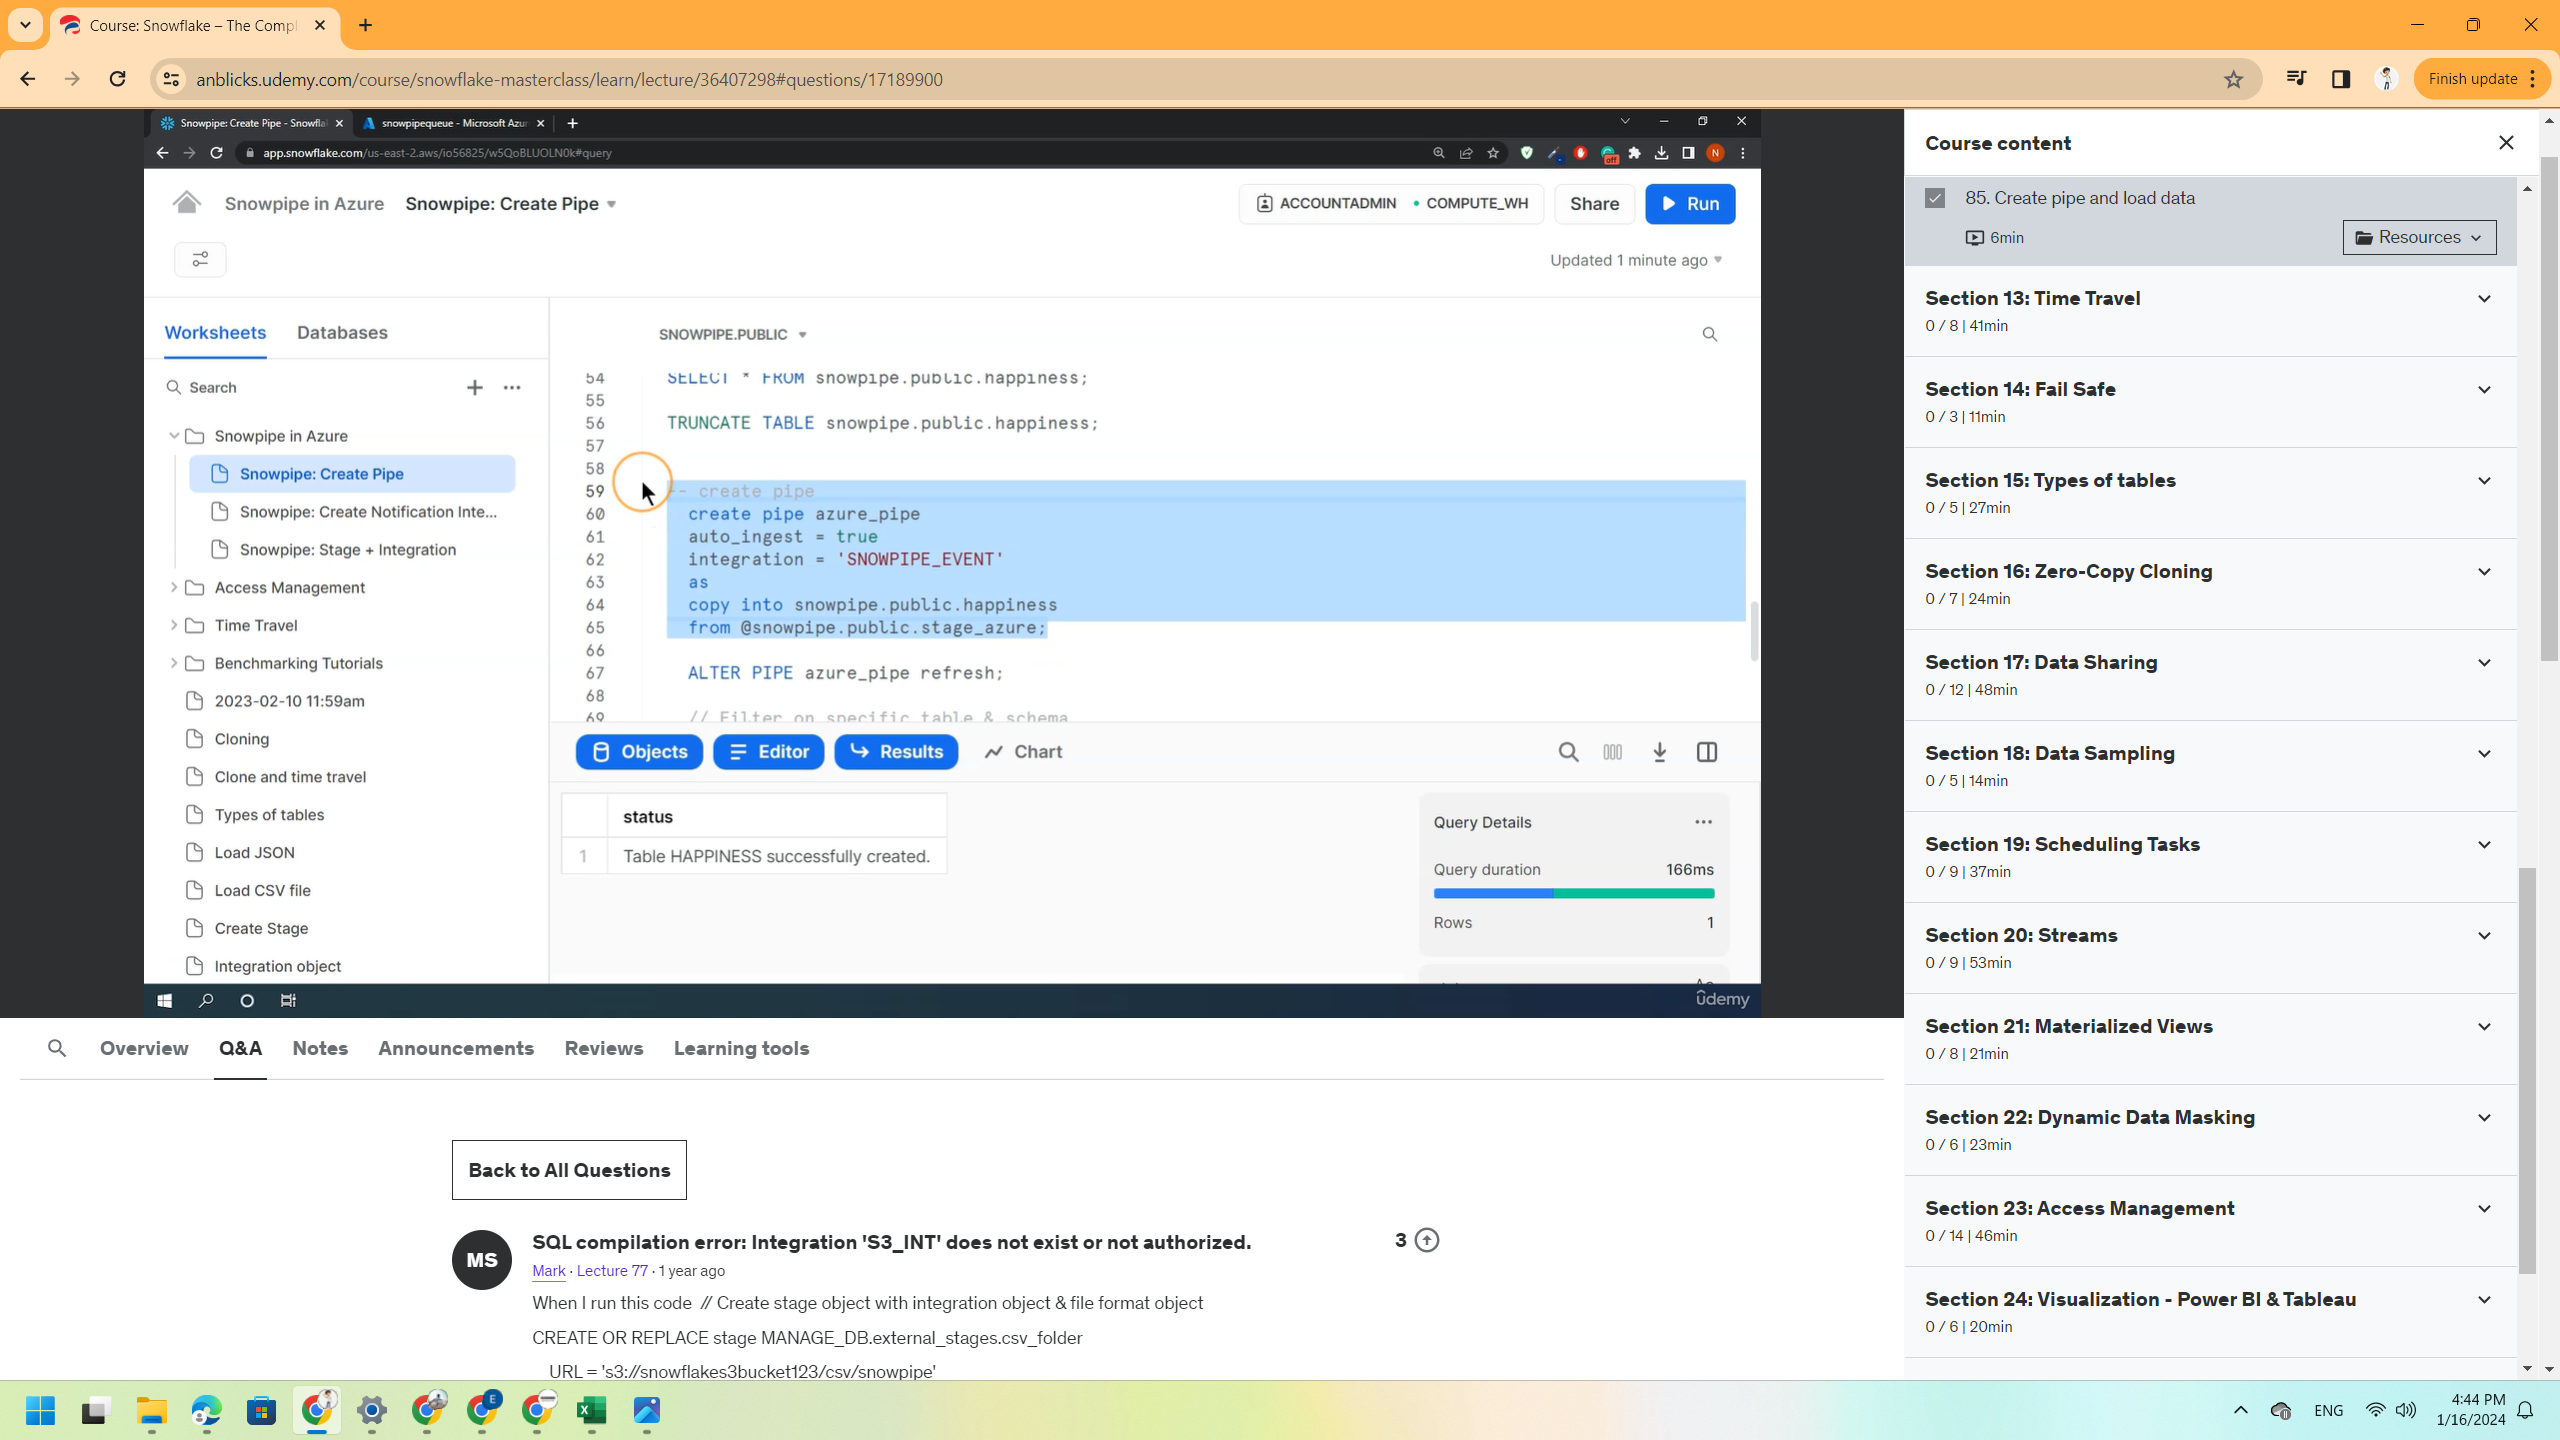 Course: Snowflake – The Compl
anblicks.udemy.com/course/snowflake-masterclass/learn/lecture/36407298#questions/17189900
Finish update
Snowpipe: Create Pipe - Snowfla
snowpipequeue - Microsoft Azur
app.snowflake.com/us-east-2.aws/io56825/w5QoBLUOLN0k#query
off
N
Snowpipe in Azure
Snowpipe: Create Pipe
ACCOUNTADMIN • COMPUTE_WH
Share
Run
Updated 1 minute ago
Worksheets
Databases
Search
Snowpipe in Azure
Snowpipe: Create Pipe
Snowpipe: Create Notification Inte...
Snowpipe: Stage + Integration
Access Management
Time Travel
Benchmarking Tutorials
2023-02-10 11:59am
Cloning
Clone and time travel
Types of tables
Load JSON
Load CSV file
Create Stage
Integration object
SNOWPIPE.PUBLIC
54 SELECT * FROM snowpipe.public.happiness;
55
56 TRUNCATE TABLE snowpipe.public.happiness;
57
58
59 -- create pipe
60 create pipe azure_pipe
61 auto_ingest = true
62 integration = 'SNOWPIPE_EVENT'
63 as
64 copy into snowpipe.public.happiness
65 from @snowpipe.public.stage_azure;
66
67 ALTER PIPE azure_pipe refresh;
68
69 // Filter on specific table & schema
Objects
Editor
Results
Chart
status
1 Table HAPPINESS successfully created.
Query Details
...
Query duration 166ms
Rows 1
ûdemy
Overview
Q&A
Notes
Announcements
Reviews
Learning tools
Back to All Questions
MS
SQL compilation error: Integration 'S3_INT' does not exist or not authorized.
3
Mark · Lecture 77 · 1 year ago
When I run this code // Create stage object with integration object & file format object
CREATE OR REPLACE stage MANAGE_DB.external_stages.csv_folder
URL = 's3://snowflakes3bucket123/csv/snowpipe'
Course content
85. Create pipe and load data
6min
Resources
Section 13: Time Travel
0 / 8 | 41min
Section 14: Fail Safe
0 / 3 | 11min
Section 15: Types of tables
0 / 5 | 27min
Section 16: Zero-Copy Cloning
0 / 7 | 24min
Section 17: Data Sharing
0 / 12 | 48min
Section 18: Data Sampling
0 / 5 | 14min
Section 19: Scheduling Tasks
0 / 9 | 37min
Section 20: Streams
0 / 9 | 53min
Section 21: Materialized Views
0 / 8 | 21min
Section 22: Dynamic Data Masking
0 / 6 | 23min
Section 23: Access Management
0 / 14 | 46min
Section 24: Visualization - Power BI & Tableau
0 / 6 | 20min
E
ENG
4:44 PM
1/16/2024